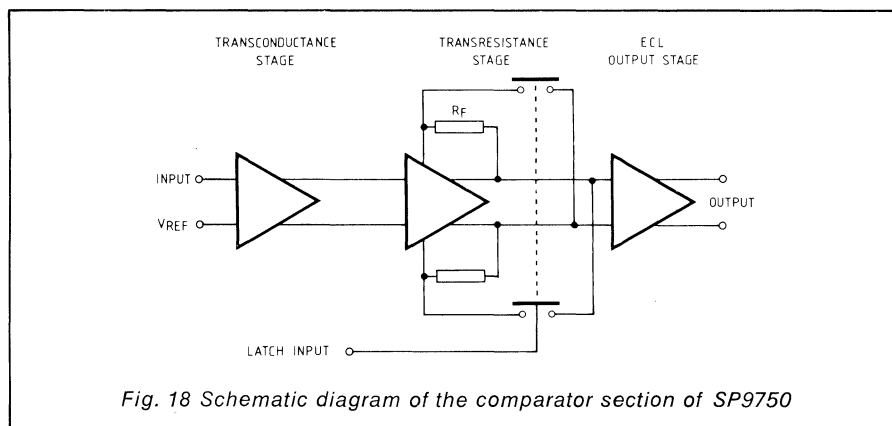 TRANSCONDUCTANCE
STAGE
TRANSRESISTANCE
STAGE
ECL
OUTPUT STAGE
RF
INPUT
VREF
OUTPUT
LATCH INPUT
Fig. 18 Schematic diagram of the comparator section of SP9750